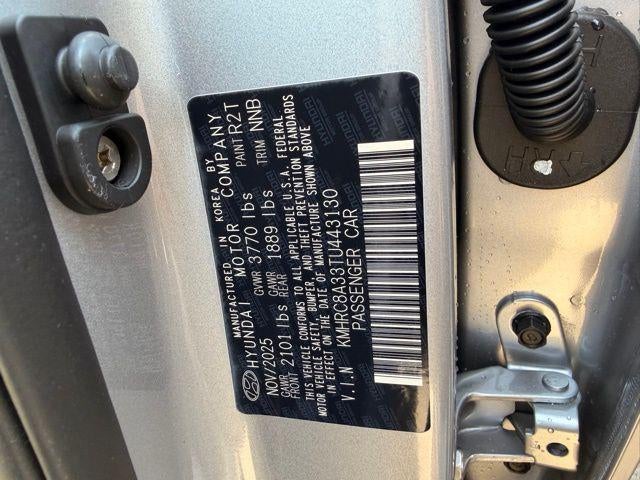 MANUFACTURED IN KOREA BY
HYUNDAI MOTOR COMPANY
NOV/2025 GVWR 3770 lbs PAINT R2T
GAWR FRONT 2101 lbs GAWR REAR 1889 lbs TRIM NNB
THIS VEHICLE CONFORMS TO ALL APPLICABLE U.S.A. FEDERAL
MOTOR VEHICLE SAFETY, BUMPER, AND THEFT PREVENTION STANDARDS
IN EFFECT ON THE DATE OF MANUFACTURE SHOWN ABOVE
V.I.N KMHRC8A33TU443130
PASSENGER CAR